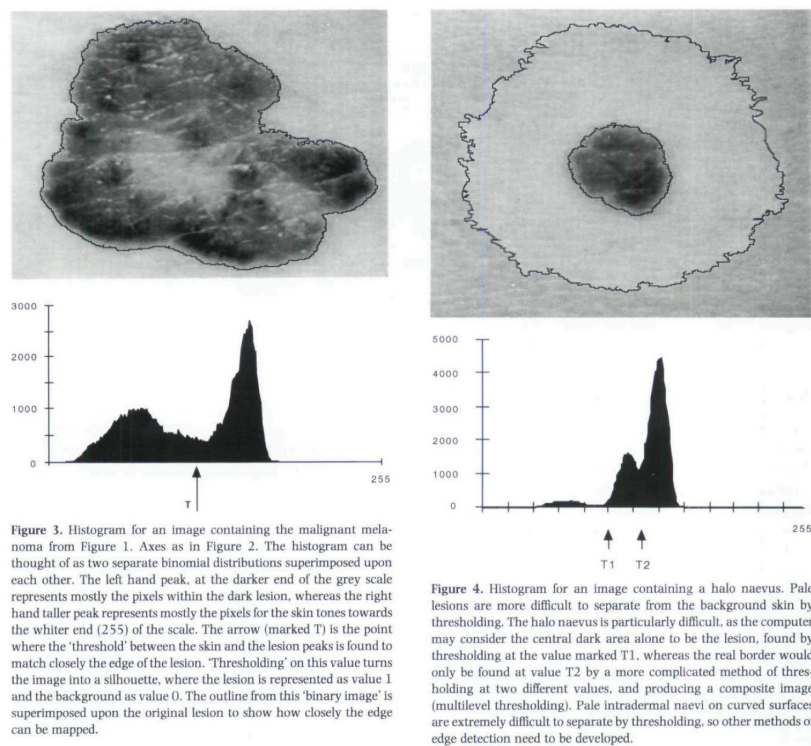 3000
2000
1000
0
255
T
Figure 3. Histogram for an image containing the malignant mela-
noma from Figure 1. Axes as in Figure 2. The histogram can be
thought of as two separate binomial distributions superimposed upon
each other. The left hand peak, at the darker end of the grey scale
represents mostly the pixels within the dark lesion, whereas the right
hand taller peak represents mostly the pixels for the skin tones towards
the whiter end (255) of the scale. The arrow (marked T) is the point
where the 'threshold' between the skin and the lesion peaks is found to
match closely the edge of the lesion. 'Thresholding' on this value turns
the image into a silhouette, where the lesion is represented as value 1
and the background as value 0. The outline from this 'binary image' is
superimposed upon the original lesion to show how closely the edge
can be mapped.
5000
4000
3000
2000
1000
0
255
T1 T2
Figure 4. Histogram for an image containing a halo naevus. Pale
lesions are more difficult to separate from the background skin by
thresholding. The halo naevus is particularly difficult, as the computer
may consider the central dark area alone to be the lesion, found by
thresholding at the value marked T1, whereas the real border would
only be found at value T2 by a more complicated method of thres-
holding at two different values, and producing a composite image
(multilevel thresholding). Pale intradermal naevi on curved surfaces
are extremely difficult to separate by thresholding, so other methods of
edge detection need to be developed.